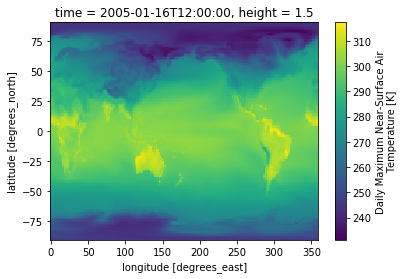 time = 2005-01-16T12:00:00, height = 1.5
75
50
25
0
−25
−50
−75
latitude [degrees_north]
0 50 100 150 200 250 300 350
longitude [degrees_east]
310
300
290
280
270
260
250
240
Daily Maximum Near-Surface Air
Temperature [K]